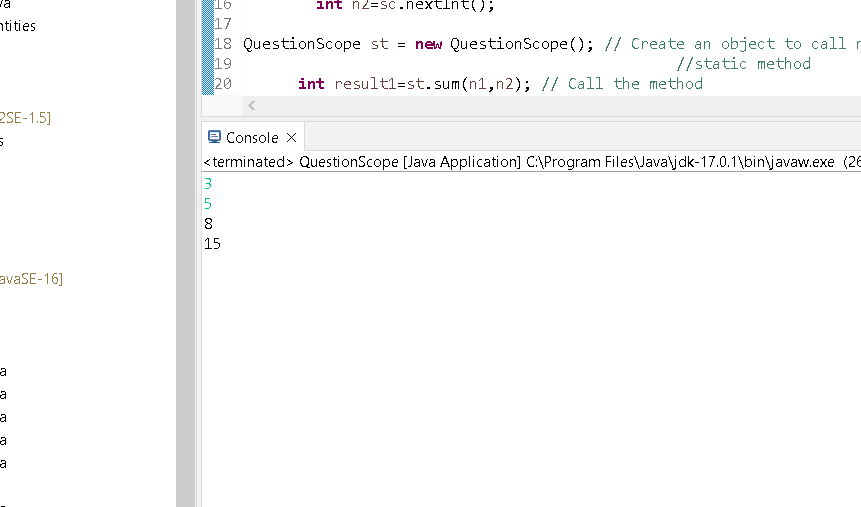 va
ntities
2SE-1.5]
s
avaSE-16]
a
a
a
a
a
16 int n2=sc.nextInt();
17
18 QuestionScope st = new QuestionScope(); // Create an object to call
19 //static method
20 int result1=st.sum(n1,n2); // Call the method
<
Console
<terminated> QuestionScope [Java Application] C:\Program Files\Java\jdk-17.0.1\bin\javaw.exe (26
3
5
8
15